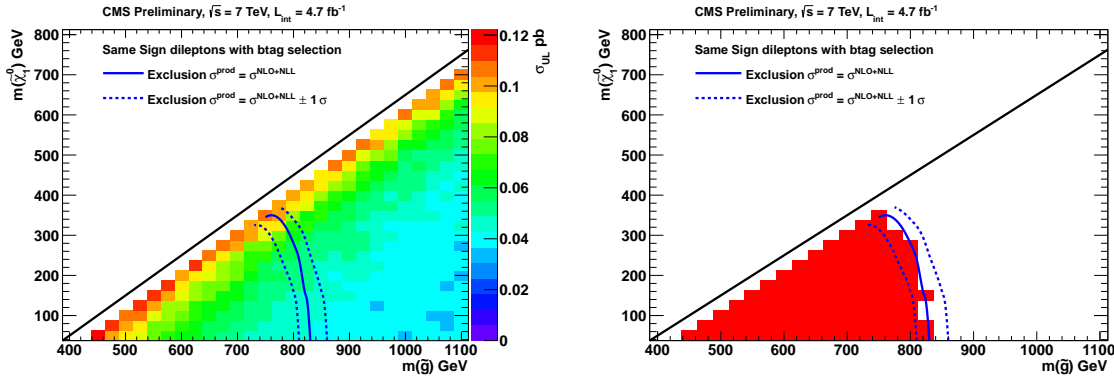 CMS Preliminary, √s = 7 TeV, L_int = 4.7 fb⁻¹
m(χ̃₁⁰) GeV
800
700
600
500
400
300
200
100
Same Sign dileptons with btag selection
Exclusion σ^prod = σ^NLO+NLL
Exclusion σ^prod = σ^NLO+NLL ± 1 σ
400 500 600 700 800 900 1000 1100
m(g̃) GeV
σ_UL pb
0.12
0.1
0.08
0.06
0.04
0.02
0
CMS Preliminary, √s = 7 TeV, L_int = 4.7 fb⁻¹
m(χ̃₁⁰) GeV
800
700
600
500
400
300
200
100
Same Sign dileptons with btag selection
Exclusion σ^prod = σ^NLO+NLL
Exclusion σ^prod = σ^NLO+NLL ± 1 σ
400 500 600 700 800 900 1000 1100
m(g̃) GeV